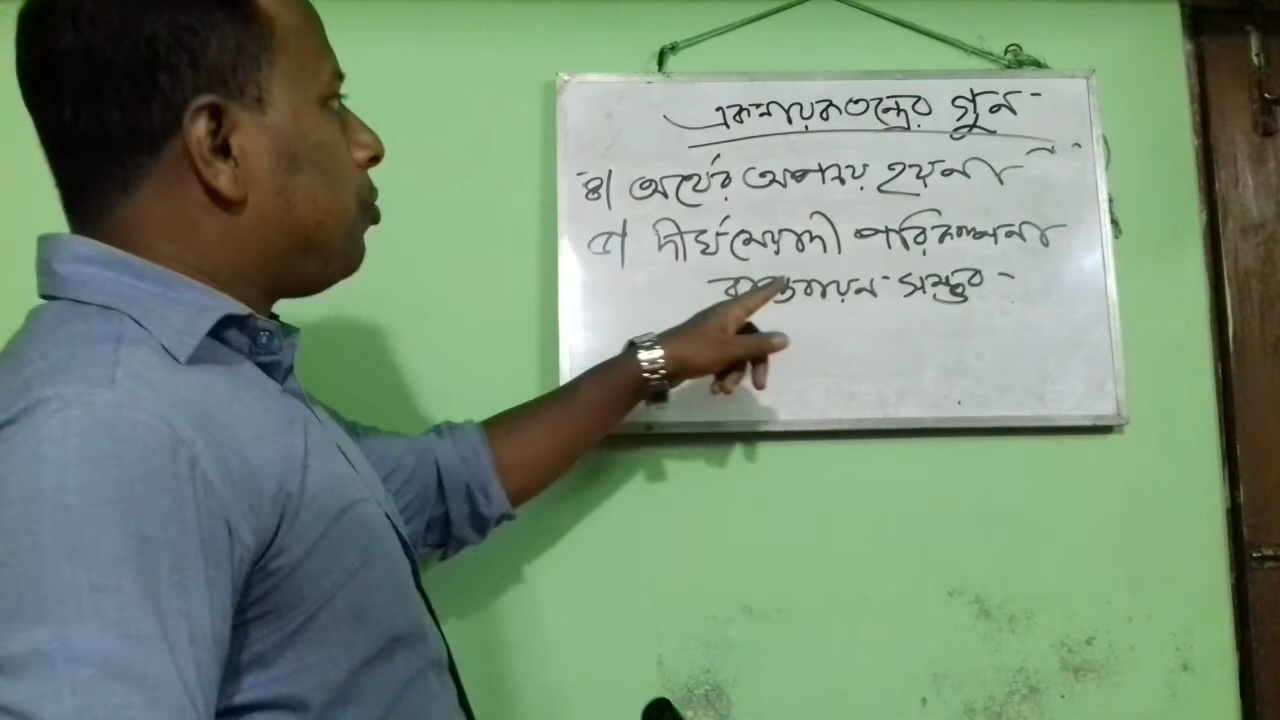 একনায়কতন্ত্রের গুন -
৪। অর্থের অপচয় হয়না
৫। দীর্ঘমেয়াদী পরিকল্পনা
বাস্তবায়ন সম্ভব -